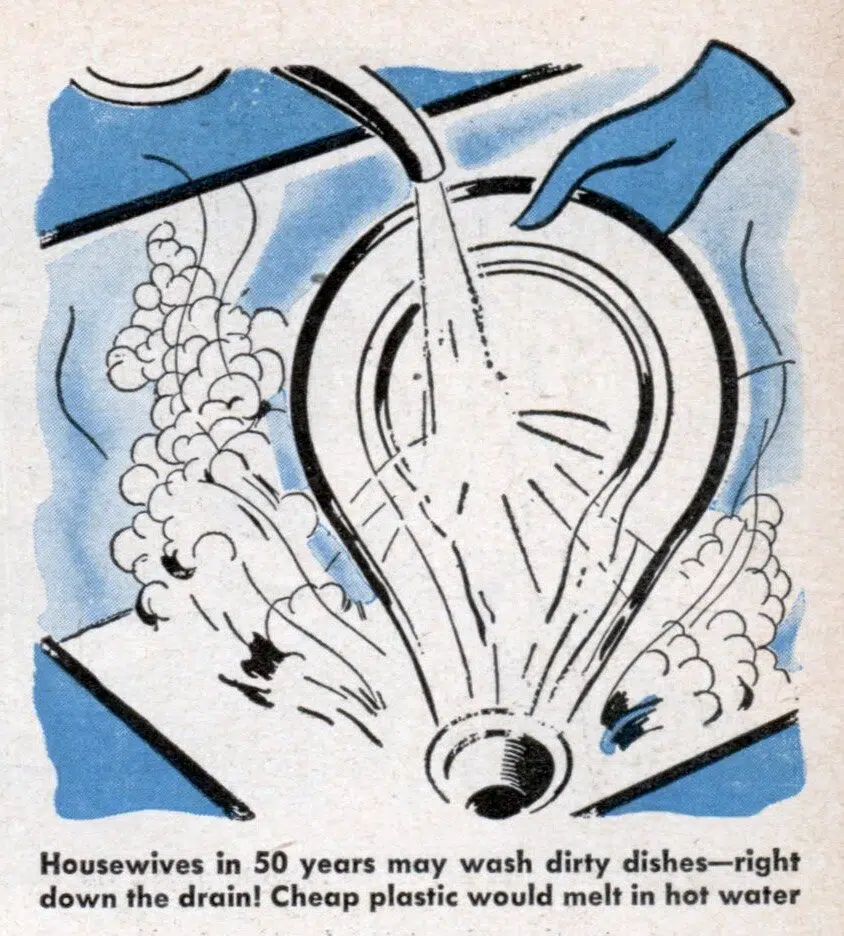 Housewives in 50 years may wash dirty dishes—right
down the drain! Cheap plastic would melt in hot water